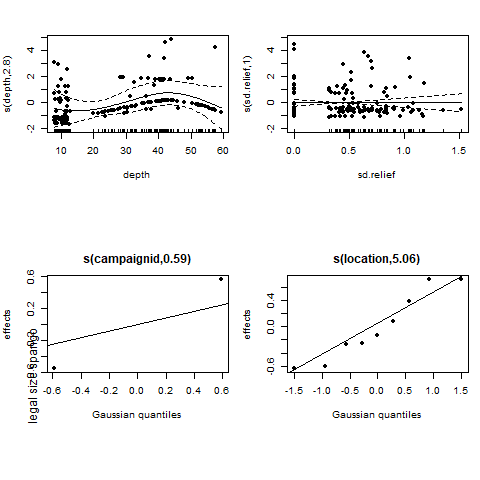 s(depth,2.8)
-2 0 2 4
10 20 30 40 50 60
depth
s(sd.relief,1)
-2 0 2 4
0.0 0.5 1.0 1.5
sd.relief
s(campaignid,0.59)
effects
legal size spango
0.2 0.6
-0.6 -0.4 -0.2 0.0 0.2 0.4 0.6
Gaussian quantiles
s(location,5.06)
effects
-0.6 0.0 0.4
-1.5 -1.0 -0.5 0.0 0.5 1.0 1.5
Gaussian quantiles